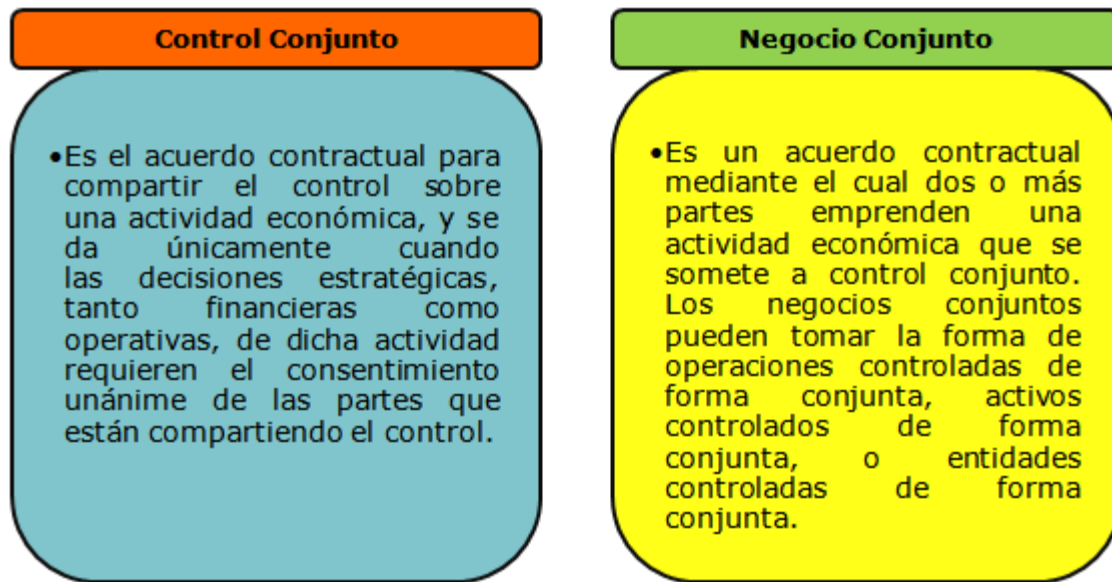 Control Conjunto
•Es el acuerdo contractual para
compartir el control sobre
una actividad económica, y se
da únicamente cuando
las decisiones estratégicas,
tanto financieras como
operativas, de dicha actividad
requieren el consentimiento
unánime de las partes que
están compartiendo el control.
Negocio Conjunto
•Es un acuerdo contractual
mediante el cual dos o más
partes emprenden una
actividad económica que se
somete a control conjunto.
Los negocios conjuntos
pueden tomar la forma de
operaciones controladas de
forma conjunta, activos
controlados de forma
conjunta, o entidades
controladas de forma
conjunta.